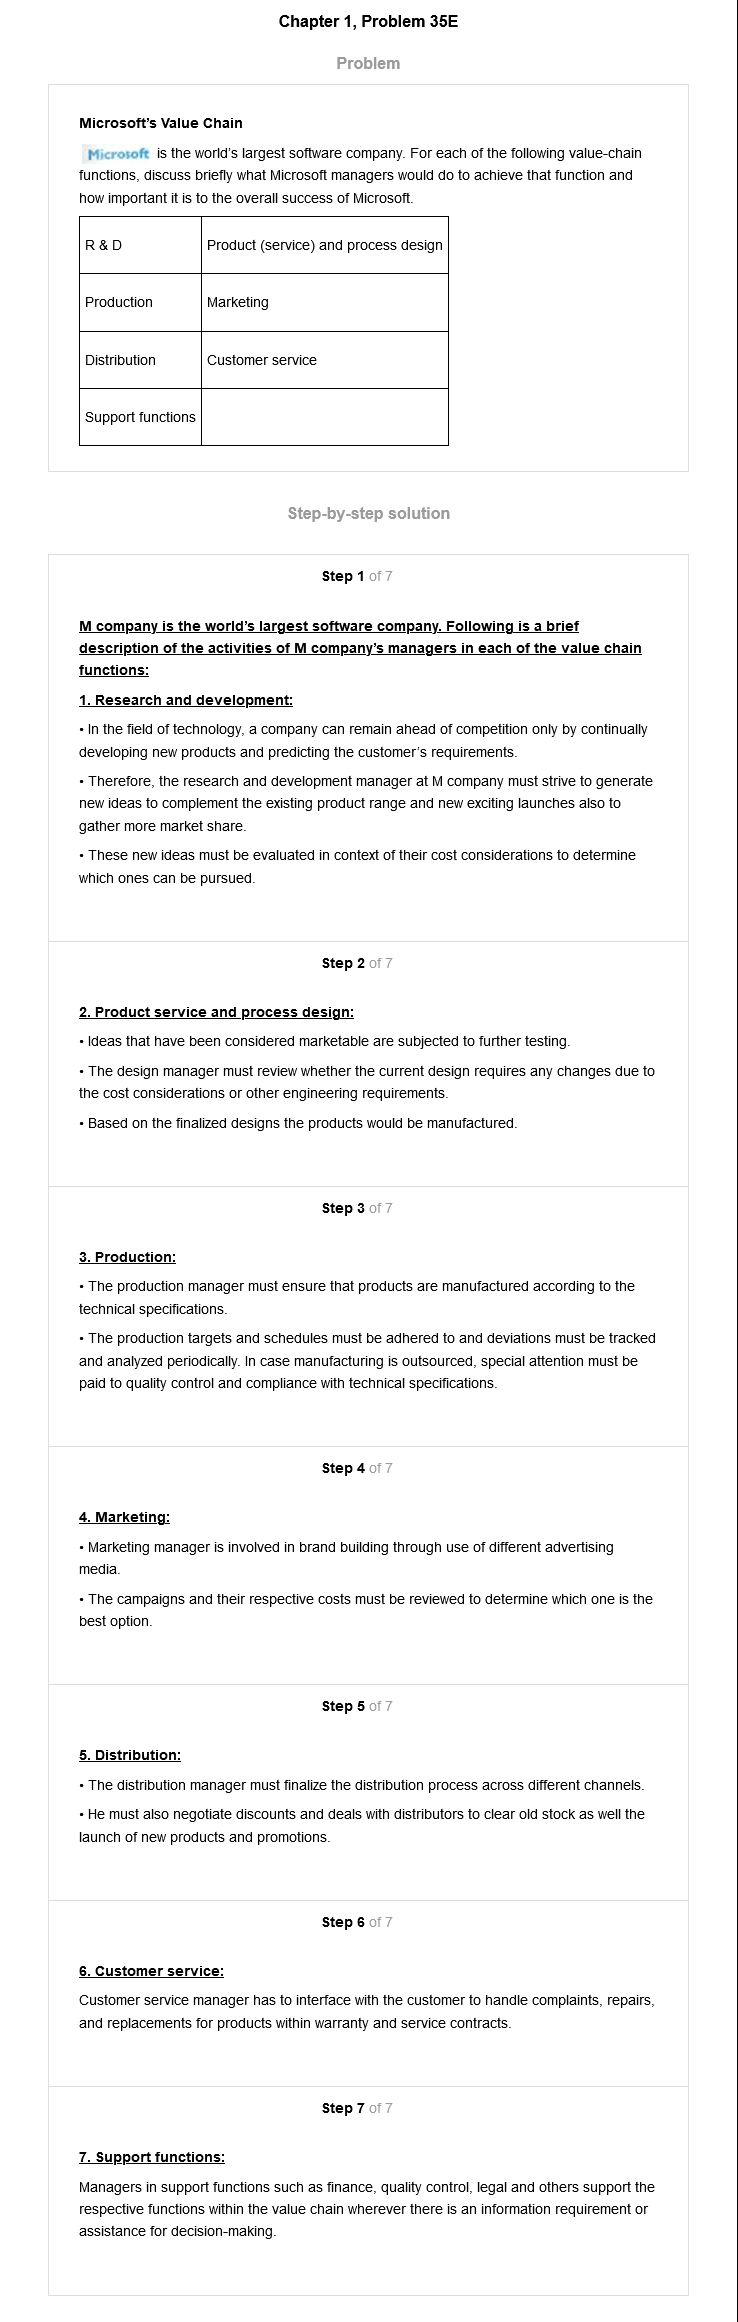 Chapter 1, Problem 35E
Problem
Microsoft's Value Chain
Microsoft is the world's largest software company. For each of the following value-chain
functions, discuss briefly what Microsoft managers would do to achieve that function and
how important it is to the overall success of Microsoft.
R & D Product (service) and process design
Production Marketing
Distribution Customer service
Support functions
Step-by-step solution
Step 1 of 7
M company is the world's largest software company. Following is a brief
description of the activities of M company's managers in each of the value chain
functions:
1. Research and development:
• In the field of technology, a company can remain ahead of competition only by continually
developing new products and predicting the customer's requirements.
• Therefore, the research and development manager at M company must strive to generate
new ideas to complement the existing product range and new exciting launches also to
gather more market share.
• These new ideas must be evaluated in context of their cost considerations to determine
which ones can be pursued.
Step 2 of 7
2. Product service and process design:
• Ideas that have been considered marketable are subjected to further testing.
• The design manager must review whether the current design requires any changes due to
the cost considerations or other engineering requirements.
• Based on the finalized designs the products would be manufactured.
Step 3 of 7
3. Production:
• The production manager must ensure that products are manufactured according to the
technical specifications.
• The production targets and schedules must be adhered to and deviations must be tracked
and analyzed periodically. In case manufacturing is outsourced, special attention must be
paid to quality control and compliance with technical specifications.
Step 4 of 7
4. Marketing:
• Marketing manager is involved in brand building through use of different advertising
media.
• The campaigns and their respective costs must be reviewed to determine which one is the
best option.
Step 5 of 7
5. Distribution:
• The distribution manager must finalize the distribution process across different channels.
• He must also negotiate discounts and deals with distributors to clear old stock as well the
launch of new products and promotions.
Step 6 of 7
6. Customer service:
Customer service manager has to interface with the customer to handle complaints, repairs,
and replacements for products within warranty and service contracts.
Step 7 of 7
7. Support functions:
Managers in support functions such as finance, quality control, legal and others support the
respective functions within the value chain wherever there is an information requirement or
assistance for decision-making.